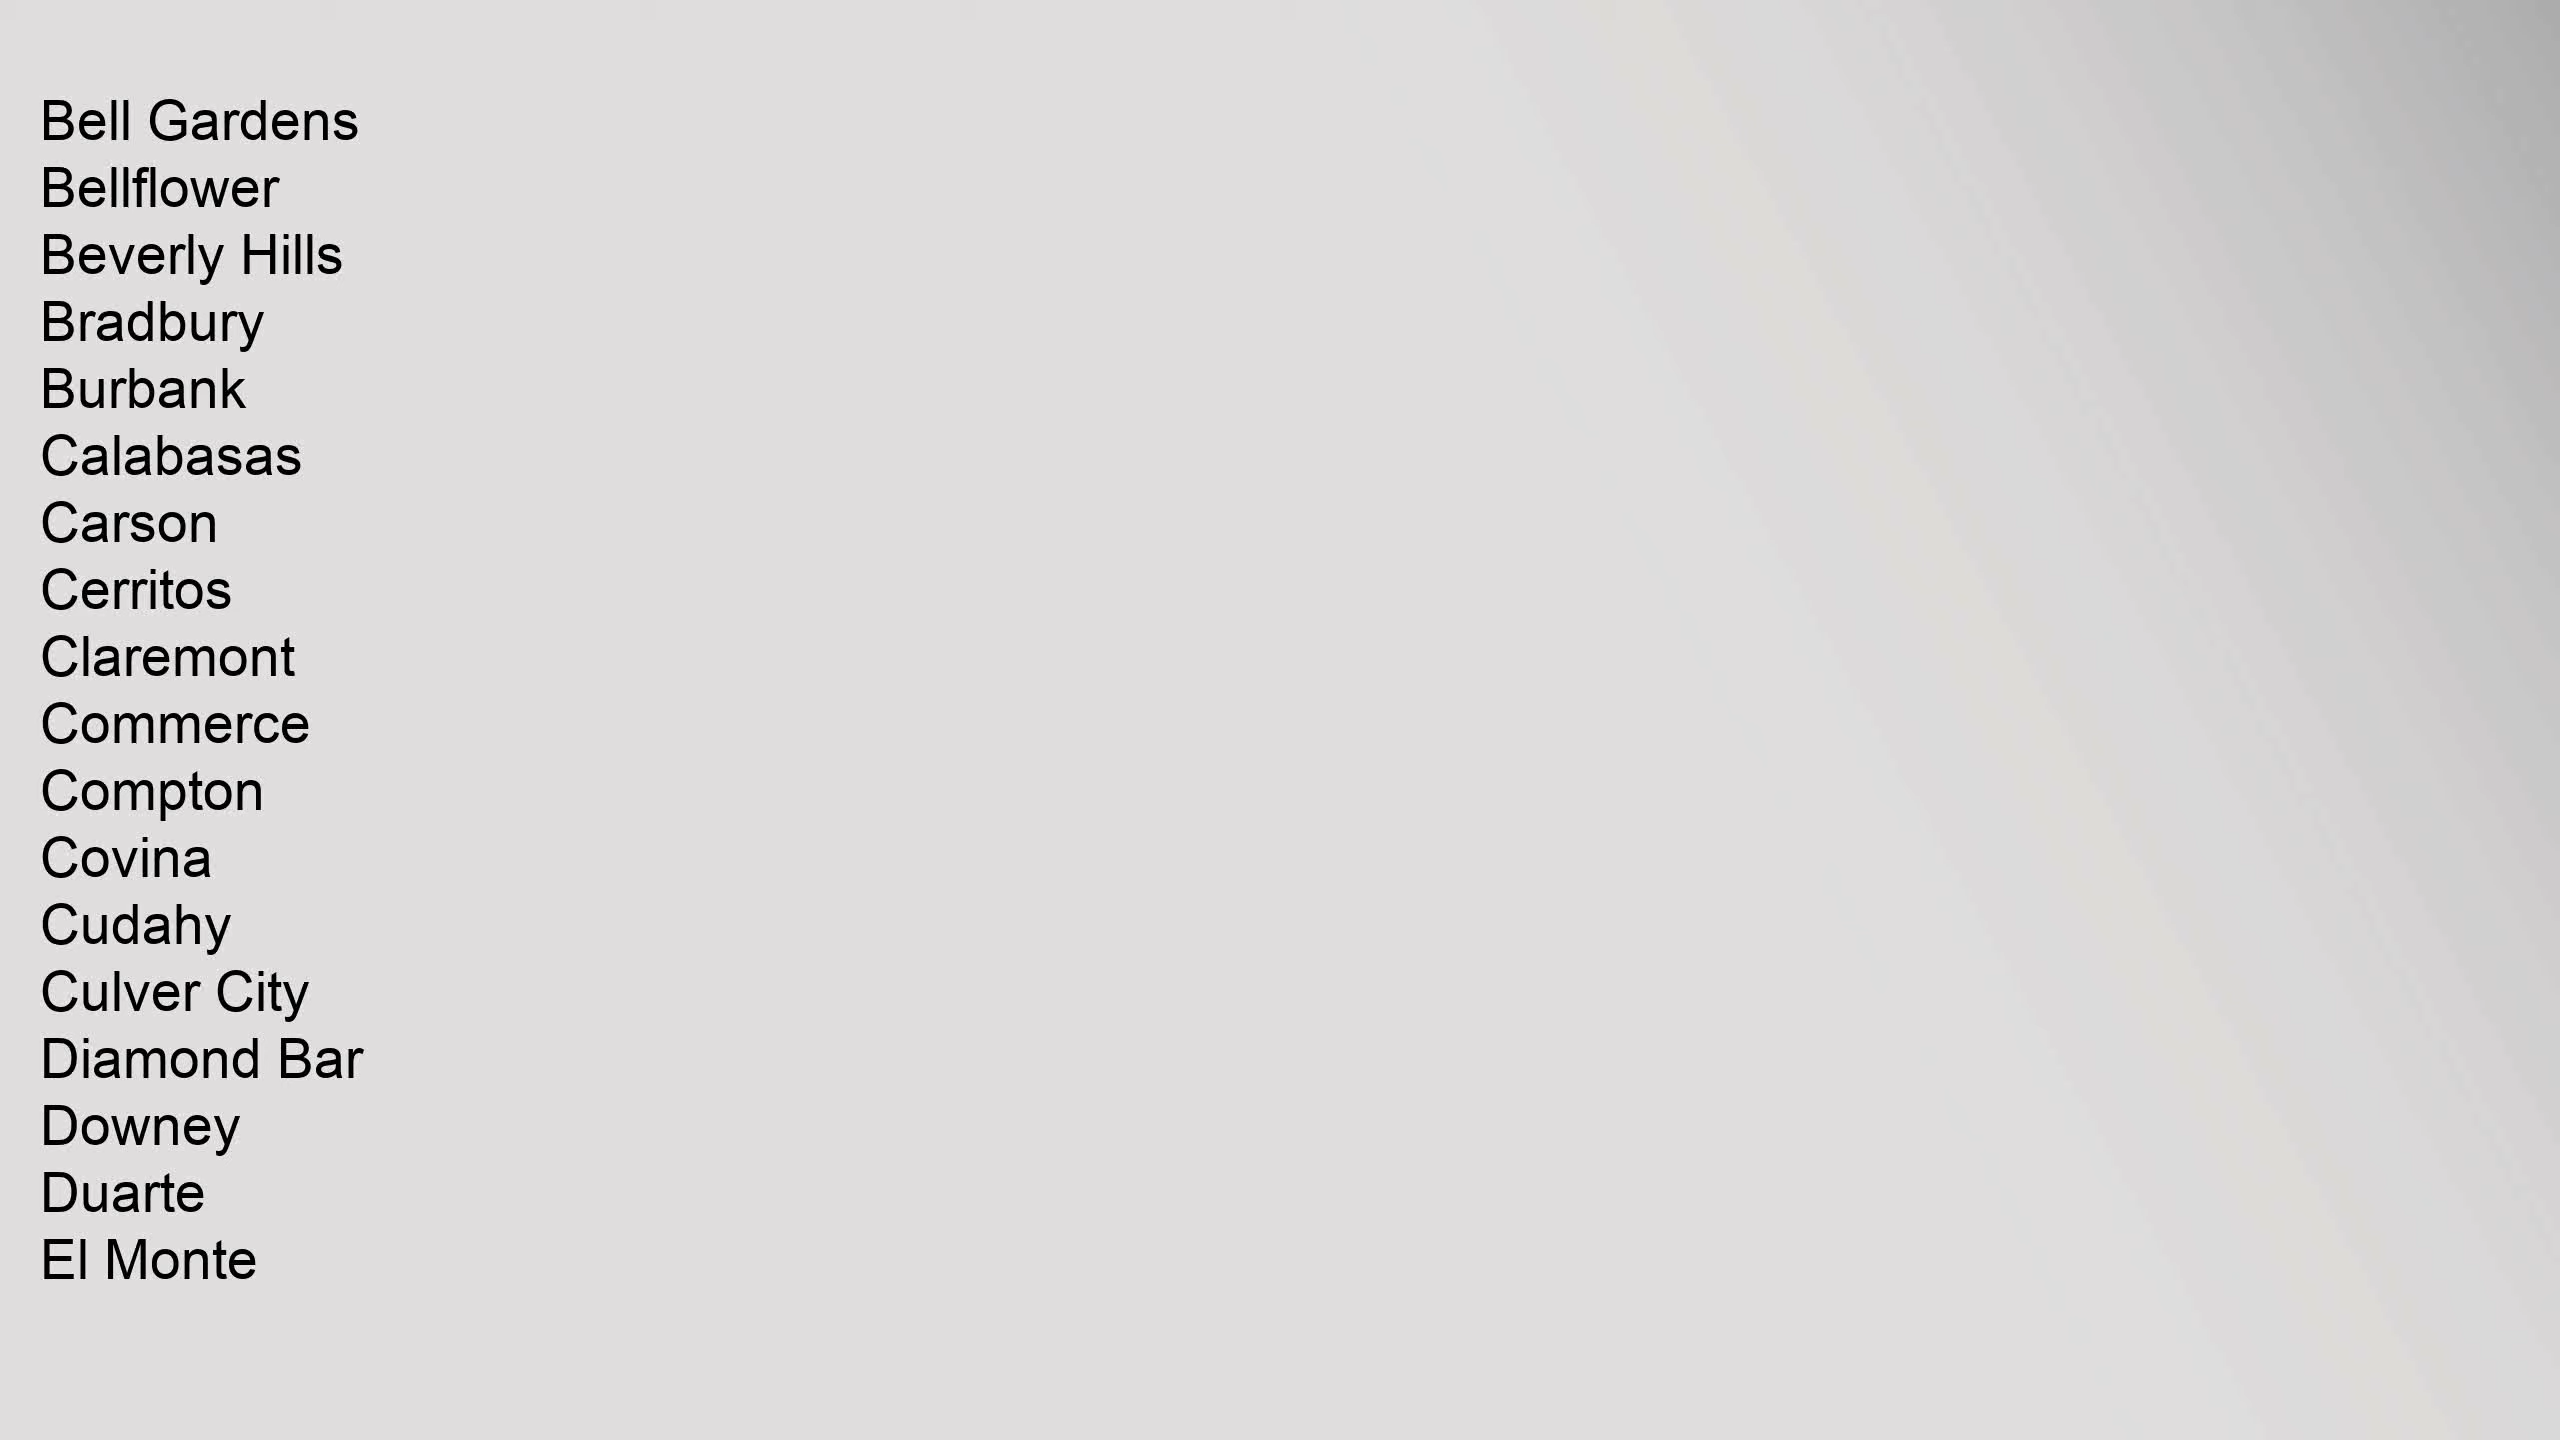 Bell Gardens
Bellflower
Beverly Hills
Bradbury
Burbank
Calabasas
Carson
Cerritos
Claremont
Commerce
Compton
Covina
Cudahy
Culver City
Diamond Bar
Downey
Duarte
El Monte